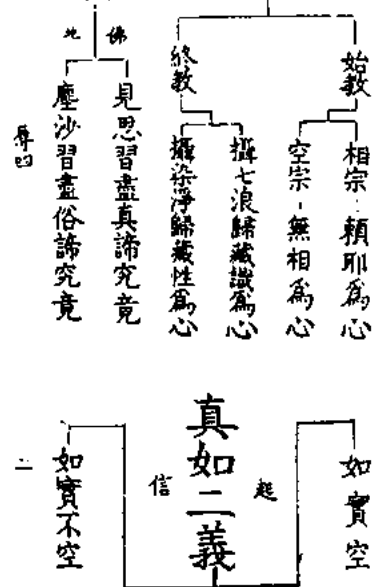 始教
相宗：賴耶為心
空宗－無相為心
終教
攝七浪歸藏識為心
攝染淨歸藏性為心
佛地
見思習盡真諦究竟
塵沙習盡俗諦究竟
真如二義
起信
如實空
如實不空